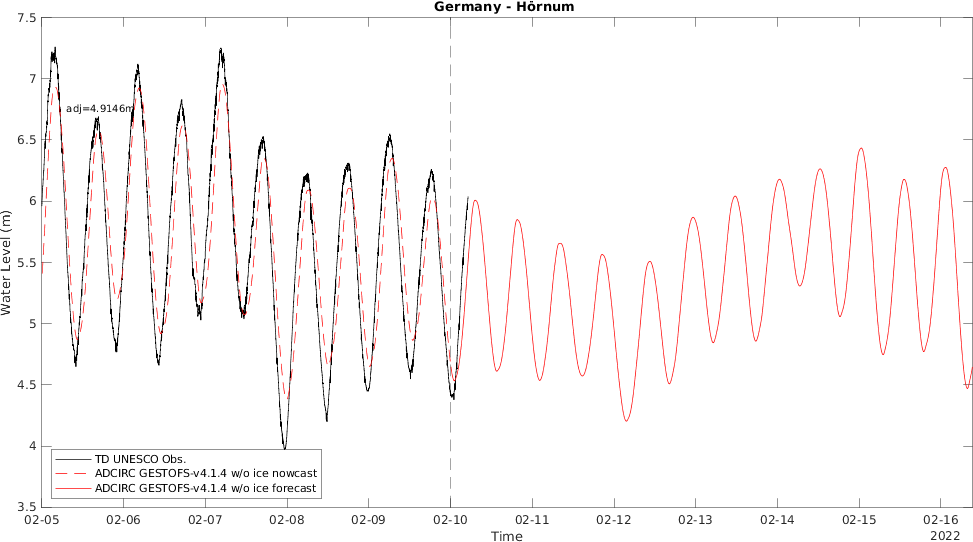 Germany - Hörnum
7.5
7
6.5
6
5.5
5
4.5
4
3.5
Water Level (m)
adj=4.9146m
TD UNESCO Obs.
ADCIRC GESTOFS-v4.1.4 w/o ice nowcast
ADCIRC GESTOFS-v4.1.4 w/o ice forecast
02-05 02-06 02-07 02-08 02-09 02-10 02-11 02-12 02-13 02-14 02-15 02-16
Time
2022